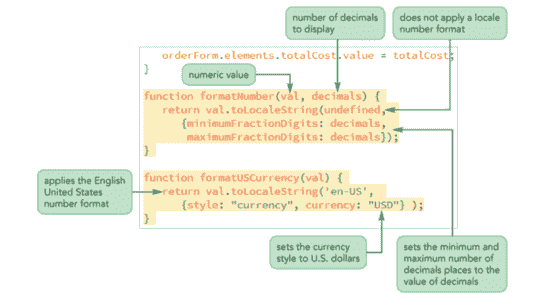 number of decimals
to display
does not apply a locale
number format
orderForm.elements.totalCost.value = totalCost;
}
numeric value
function formatNumber(val, decimals) {
return val.toLocaleString(undefined,
{minimumFractionDigits: decimals,
maximumFractionDigits: decimals});
}
applies the English
United States
number format
function formatUSCurrency(val) {
return val.toLocaleString('en-US',
{style: "currency", currency: "USD"} );
}
sets the currency
style to U.S. dollars
sets the minimum and
maximum number of
decimals places to the
value of decimals